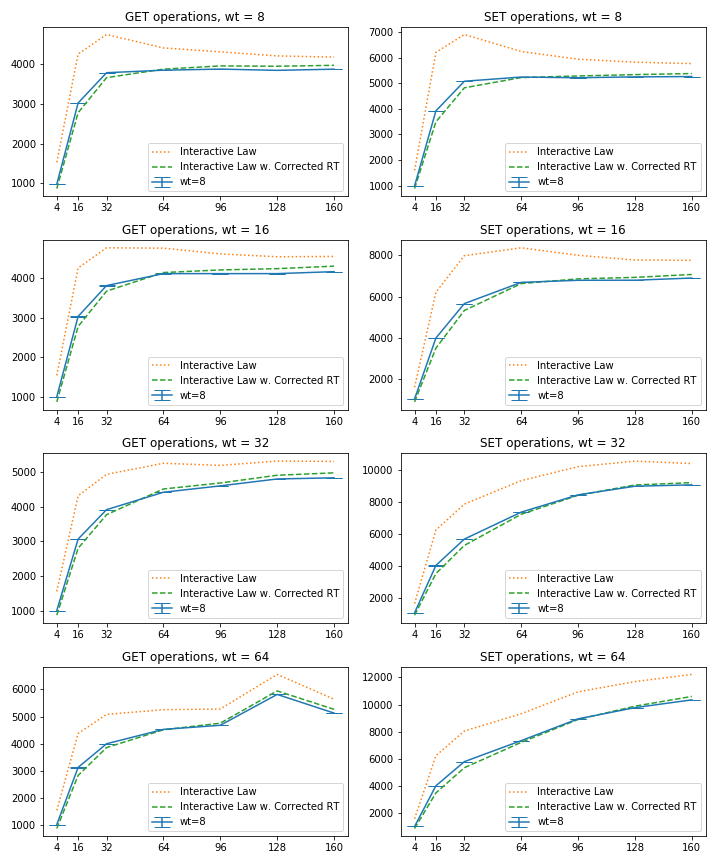 GET operations, wt = 8
4000
3000
2000
1000
4 16 32 64 96 128 160
Interactive Law
Interactive Law w. Corrected RT
wt=8
SET operations, wt = 8
7000
6000
5000
4000
3000
2000
1000
4 16 32 64 96 128 160
Interactive Law
Interactive Law w. Corrected RT
wt=8
GET operations, wt = 16
4000
3000
2000
1000
4 16 32 64 96 128 160
Interactive Law
Interactive Law w. Corrected RT
wt=8
SET operations, wt = 16
8000
6000
4000
2000
4 16 32 64 96 128 160
Interactive Law
Interactive Law w. Corrected RT
wt=8
GET operations, wt = 32
5000
4000
3000
2000
1000
4 16 32 64 96 128 160
Interactive Law
Interactive Law w. Corrected RT
wt=8
SET operations, wt = 32
10000
8000
6000
4000
2000
4 16 32 64 96 128 160
Interactive Law
Interactive Law w. Corrected RT
wt=8
GET operations, wt = 64
6000
5000
4000
3000
2000
1000
4 16 32 64 96 128 160
Interactive Law
Interactive Law w. Corrected RT
wt=8
SET operations, wt = 64
12000
10000
8000
6000
4000
2000
4 16 32 64 96 128 160
Interactive Law
Interactive Law w. Corrected RT
wt=8